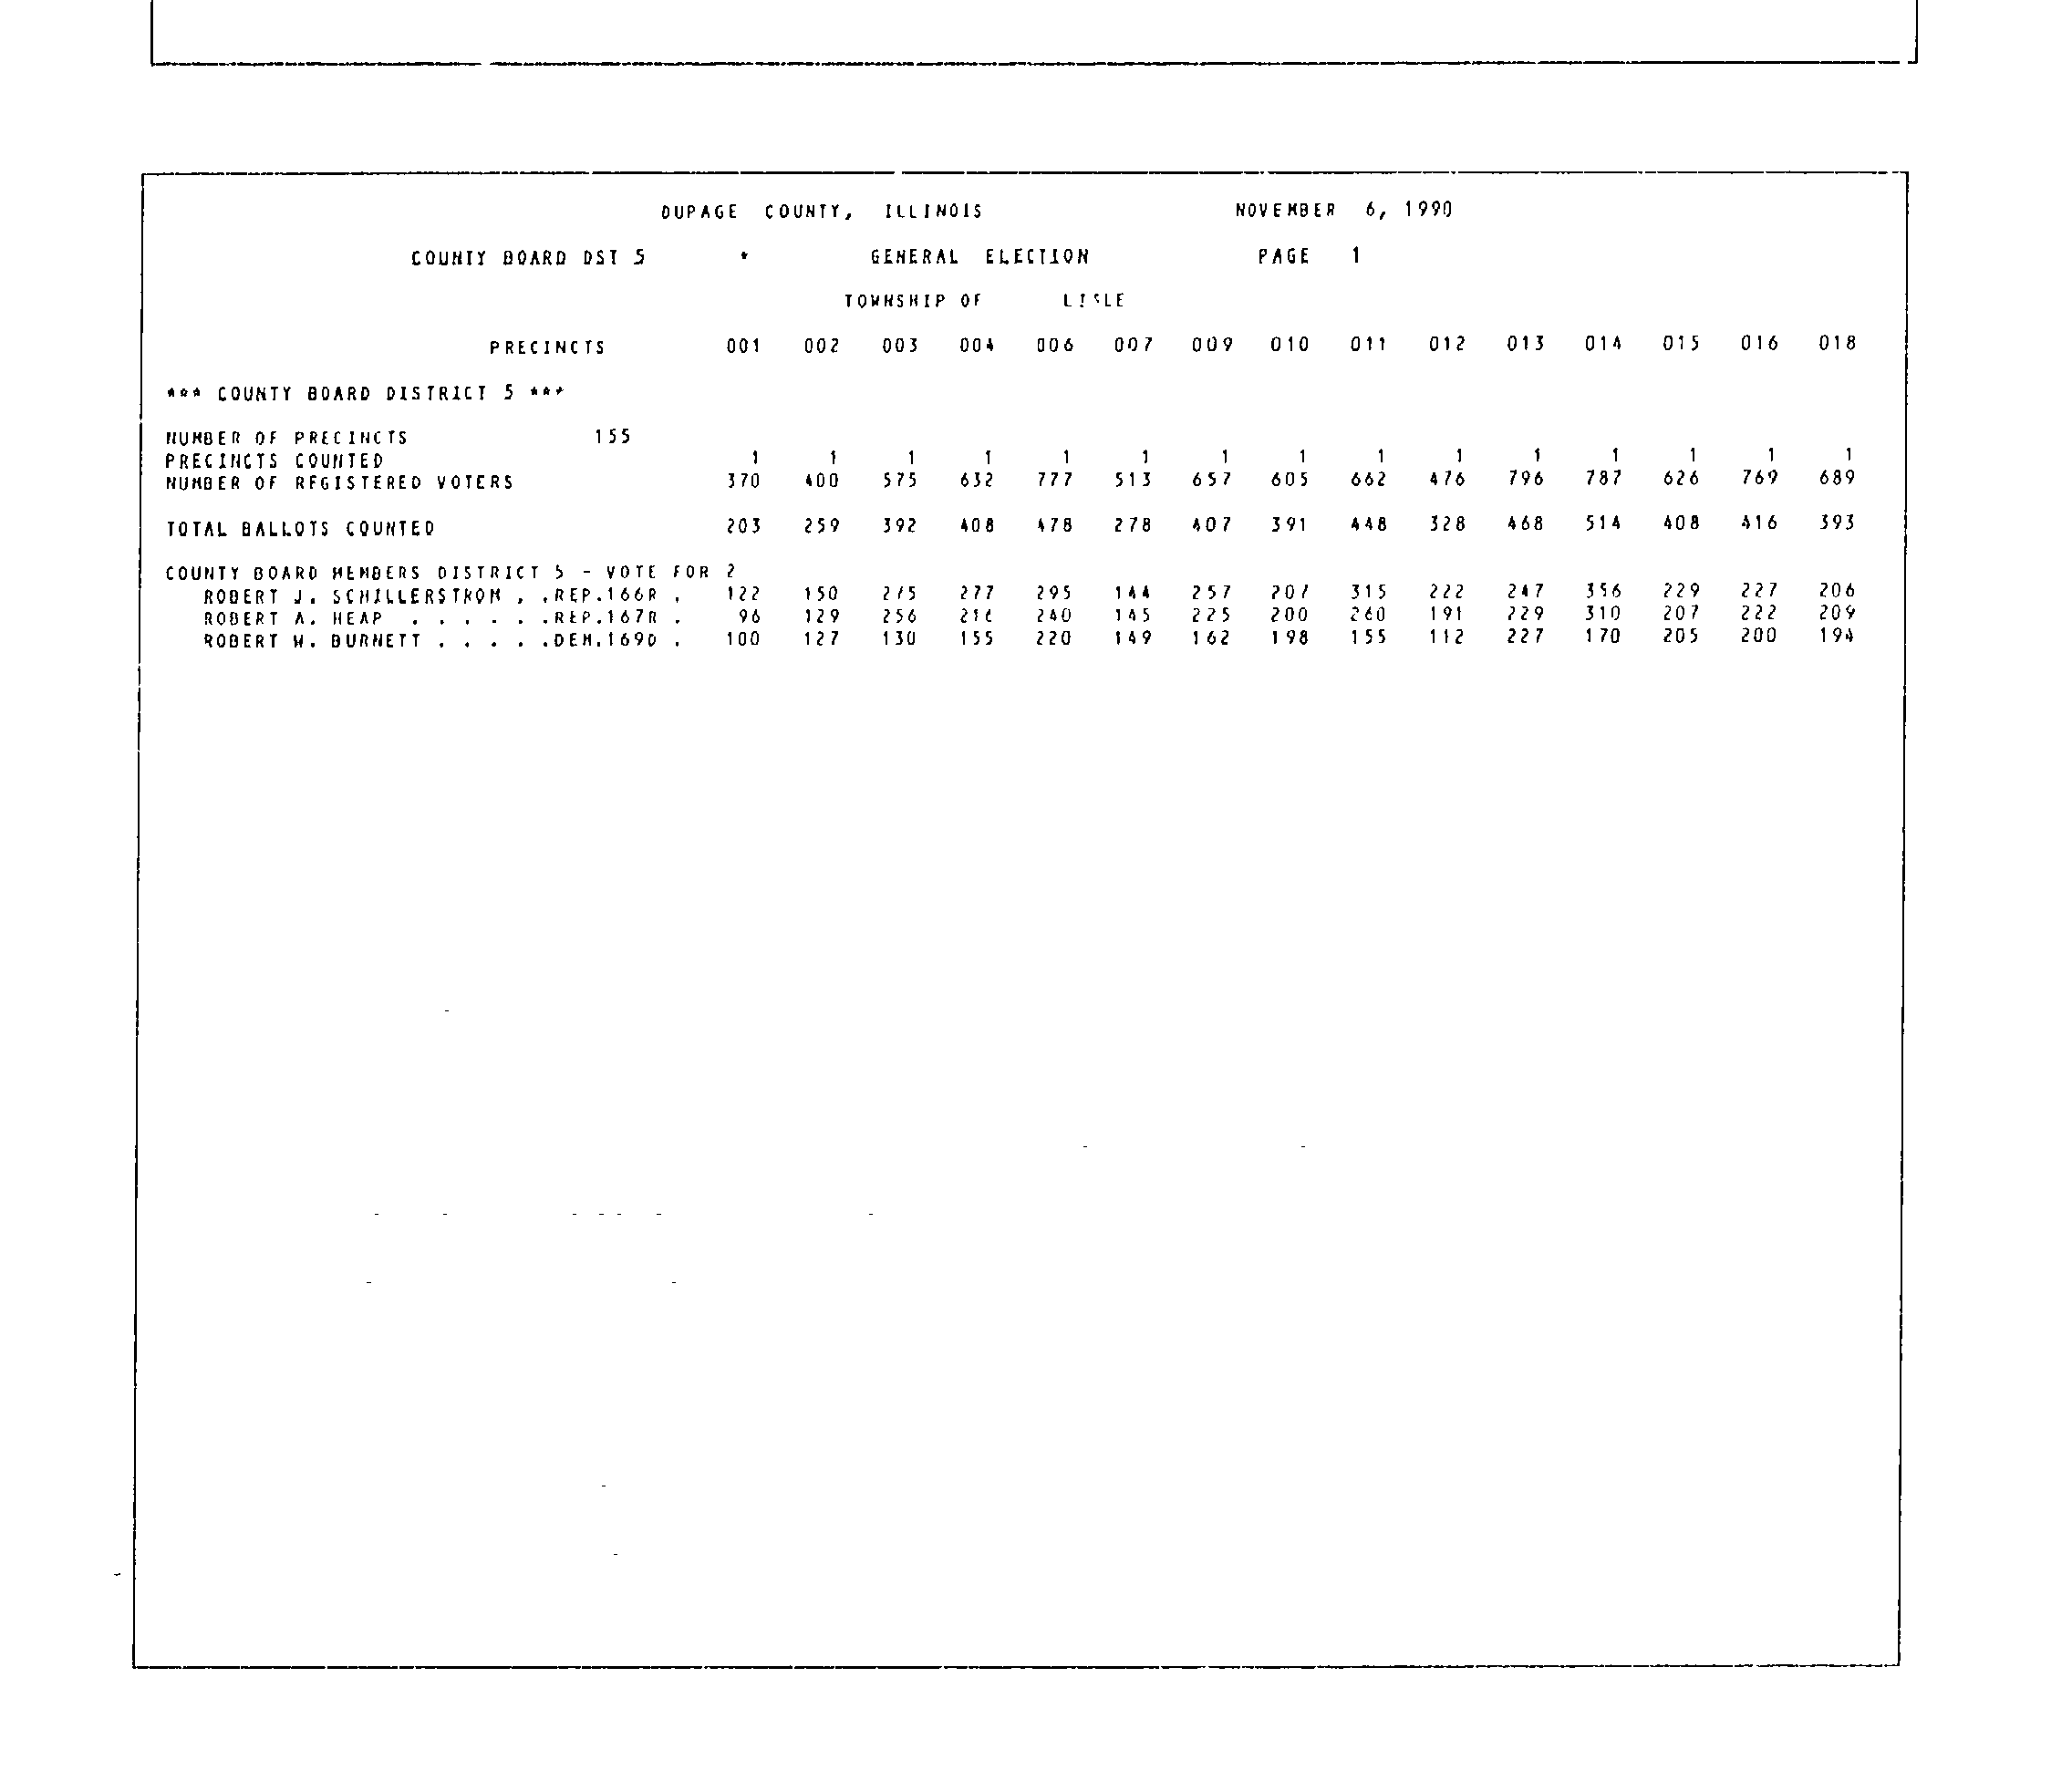 DUPAGE COUNTY, ILLINOIS NOVEMBER 6, 1990
COUNTY BOARD DST 5 * GENERAL ELECTION PAGE 1
TOWNSHIP OF LISLE
PRECINCTS 001 002 003 004 006 007 009 010 011 012 013 014 015 016 018
*** COUNTY BOARD DISTRICT 5 ***
NUMBER OF PRECINCTS 155
PRECINCTS COUNTED 1 1 1 1 1 1 1 1 1 1 1 1 1 1 1
NUMBER OF REGISTERED VOTERS 370 400 575 632 777 513 657 605 662 476 796 787 626 769 689
TOTAL BALLOTS COUNTED 203 259 392 408 478 278 407 391 448 328 468 514 408 416 393
COUNTY BOARD MEMBERS DISTRICT 5 - VOTE FOR 2
ROBERT J. SCHILLERSTROM . .REP.166R . 122 150 275 277 295 144 257 207 315 222 247 356 229 227 206
ROBERT A. HEAP . . . . . .REP.167R . 96 129 256 240 145 225 200 260 191 229 310 207 222 209
ROBERT W. BURNETT . . . . .DEM.169D . 100 127 130 155 220 149 162 198 155 112 227 170 205 200 194